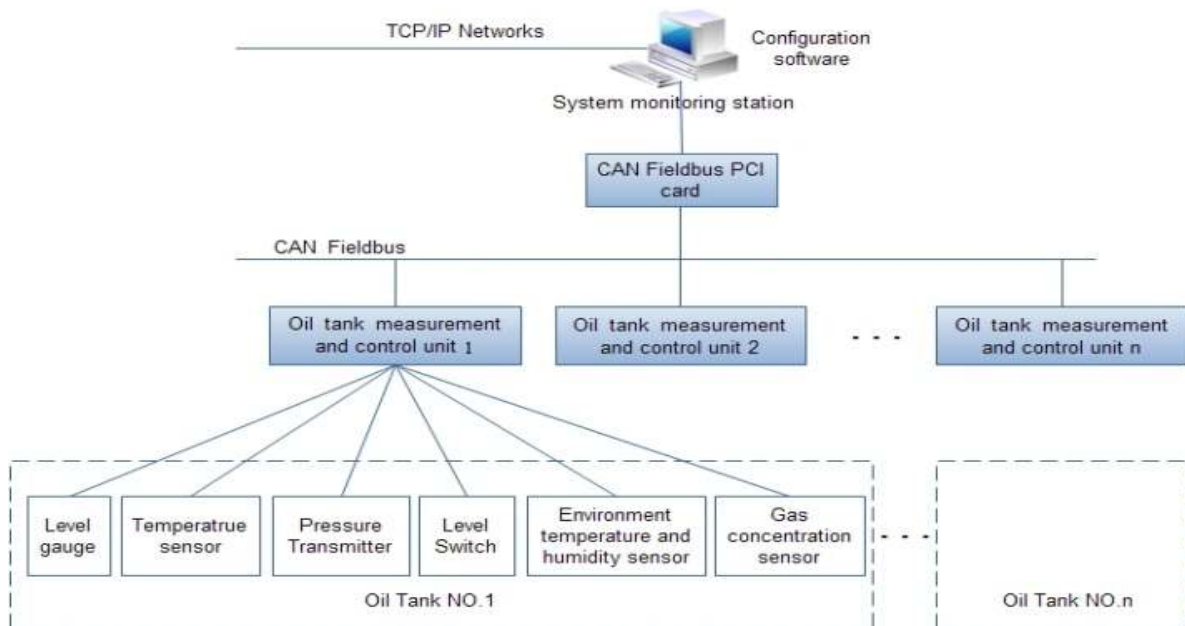 TCP/IP Networks
Configuration
software
System monitoring station
CAN Fieldbus PCI
card
CAN Fieldbus
Oil tank measurement
and control unit 1
Oil tank measurement
and control unit 2
. . .
Oil tank measurement
and control unit n
Level
gauge
Temperatrue
sensor
Pressure
Transmitter
Level
Switch
Environment
temperature and
humidity sensor
Gas
concentration
sensor
. . .
Oil Tank NO.1
Oil Tank NO.n